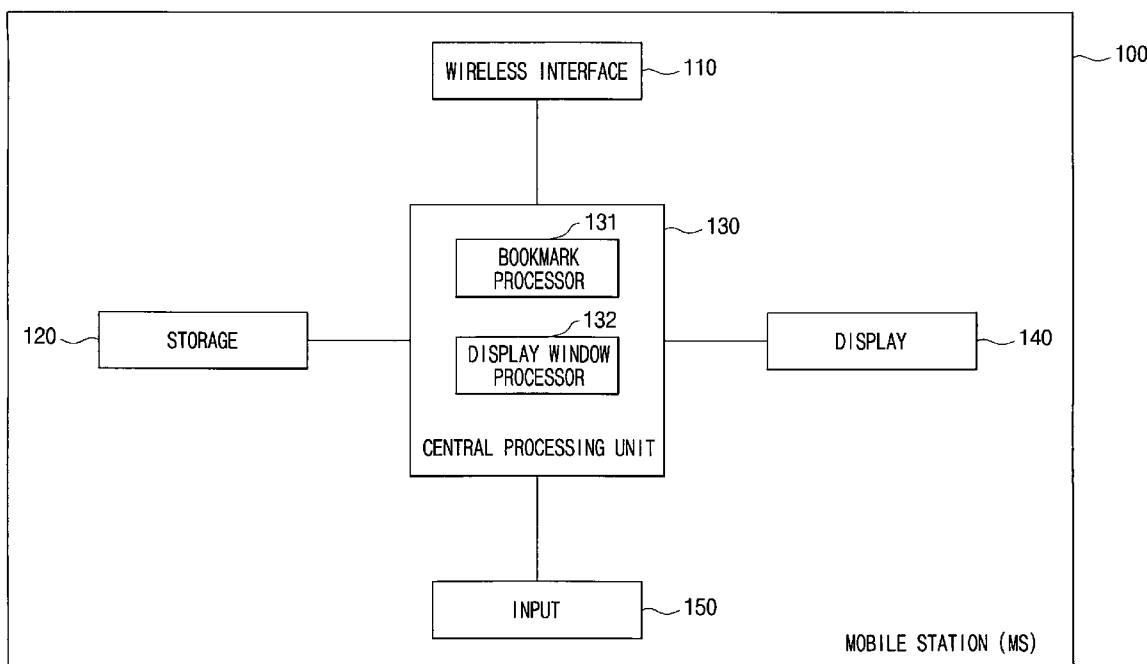 WIRELESS INTERFACE
110
100
131
130
BOOKMARK
PROCESSOR
132
120
STORAGE
DISPLAY WINDOW
PROCESSOR
DISPLAY
140
CENTRAL PROCESSING UNIT
INPUT
150
MOBILE STATION (MS)